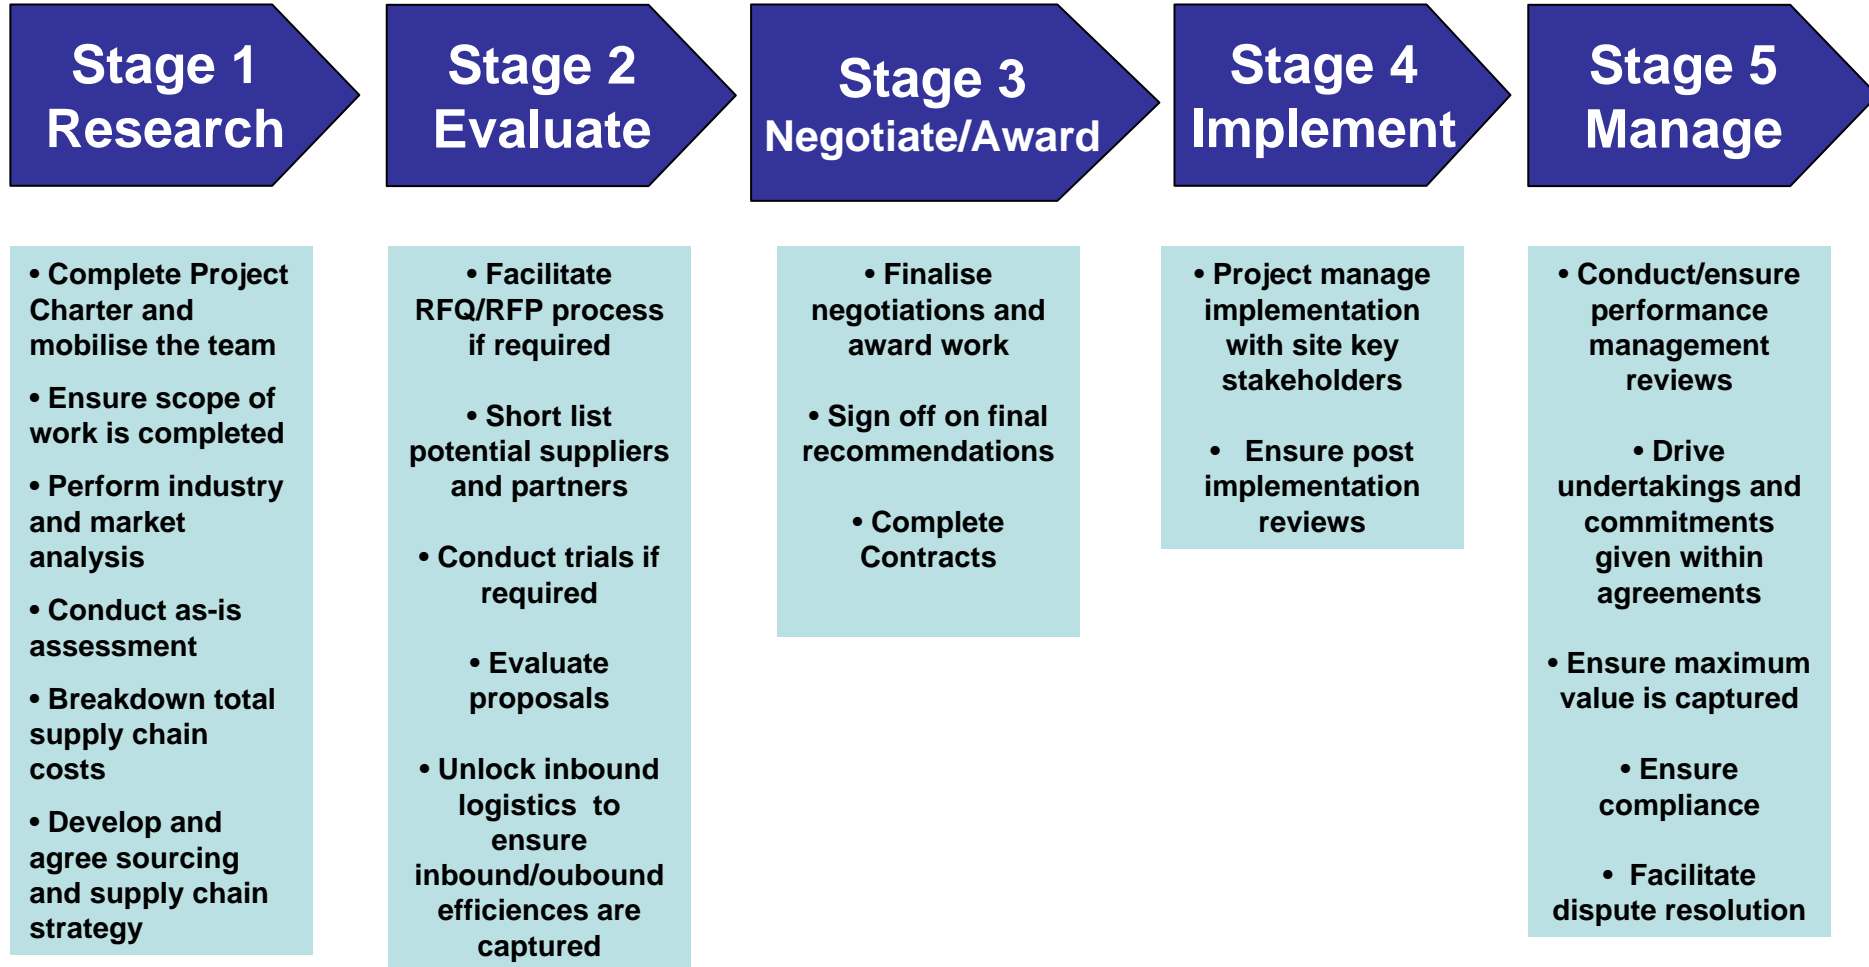 Stage 1
Research
Stage 2
Evaluate
Stage 3
Negotiate/Award
Stage 4
Implement
Stage 5
Manage
• Complete Project
Charter and
mobilise the team
• Ensure scope of
work is completed
• Perform industry
and market
analysis
• Conduct as-is
assessment
• Breakdown total
supply chain
costs
• Develop and
agree sourcing
and supply chain
strategy
• Facilitate
RFQ/RFP process
if required
• Short list
potential suppliers
and partners
• Conduct trials if
required
• Evaluate
proposals
• Unlock inbound
logistics to
ensure
inbound/oubound
efficiences are
captured
• Finalise
negotiations and
award work
• Sign off on final
recommendations
• Complete
Contracts
• Project manage
implementation
with site key
stakeholders
• Ensure post
implementation
reviews
• Conduct/ensure
performance
management
reviews
• Drive
undertakings and
commitments
given within
agreements
• Ensure maximum
value is captured
• Ensure
compliance
• Facilitate
dispute resolution